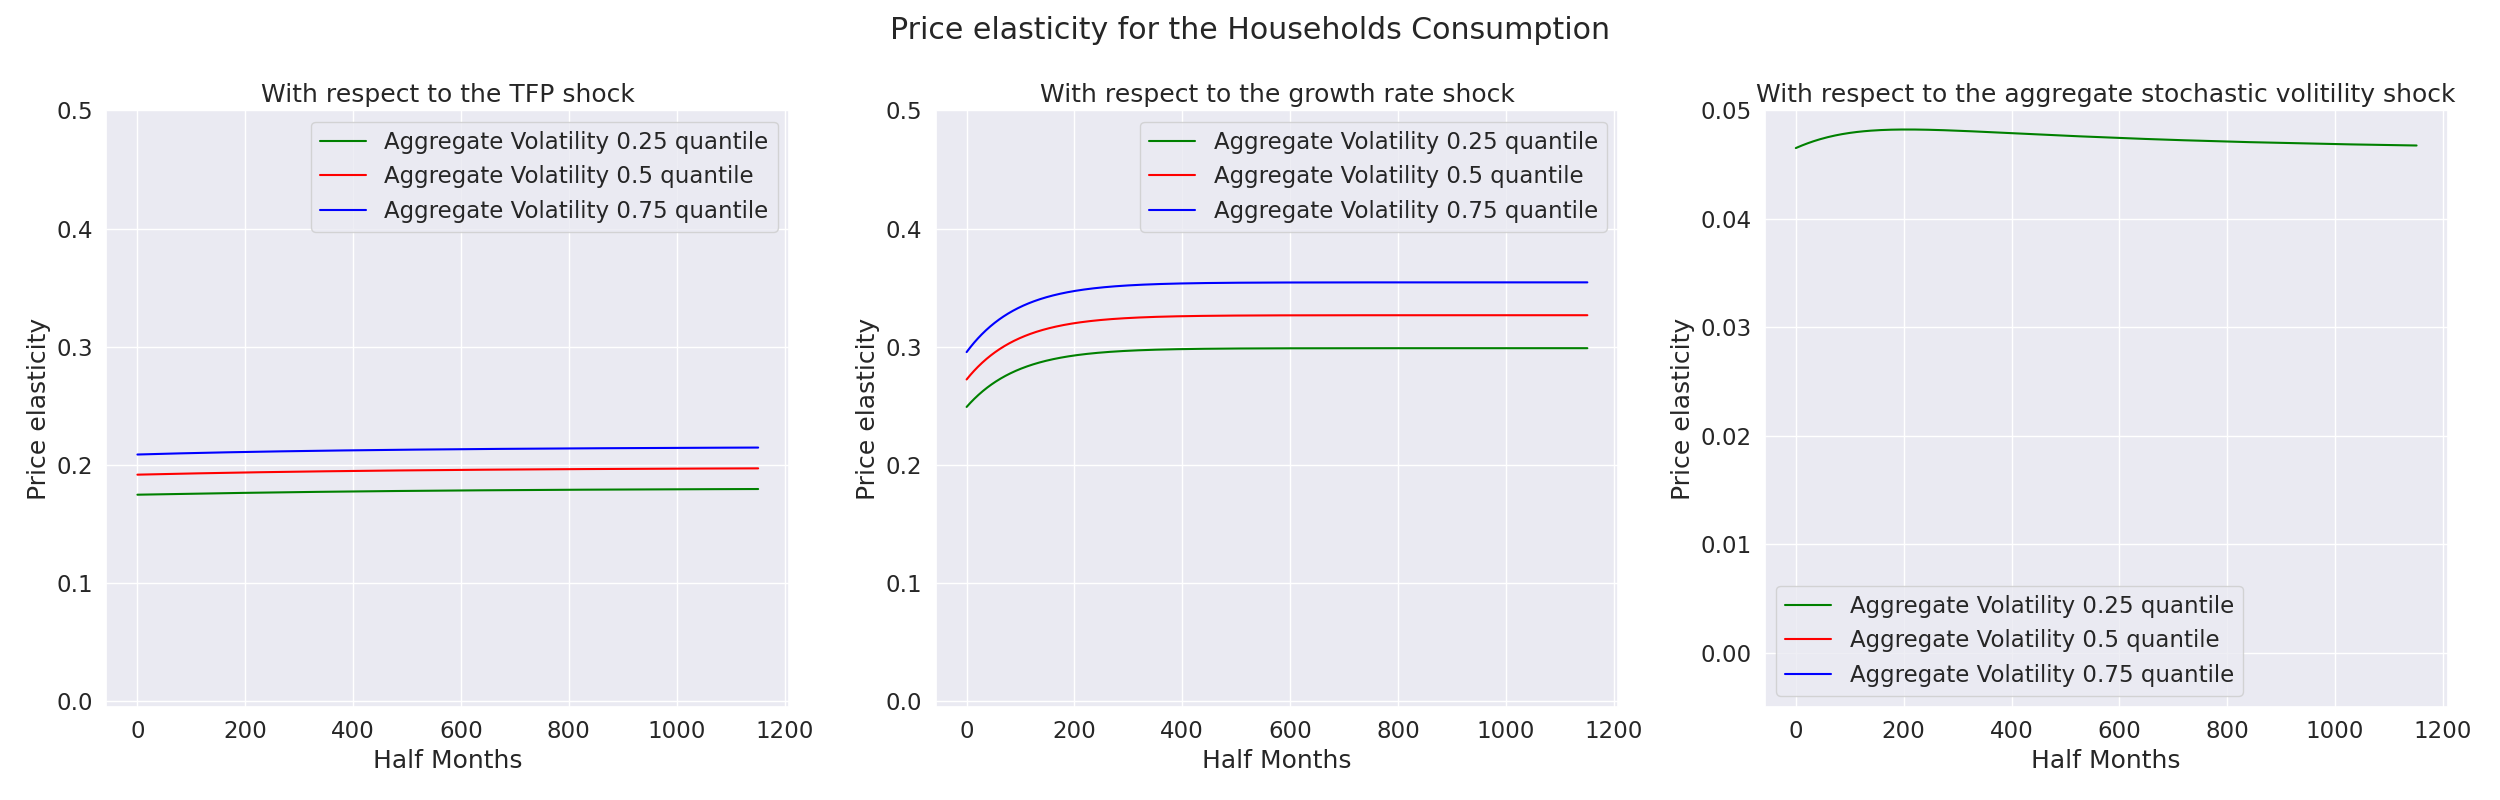 Price elasticity for the Households Consumption
With respect to the TFP shock
0.5
0.4
0.3
0.2
0.1
0.0
Price elasticity
Aggregate Volatility 0.25 quantile
Aggregate Volatility 0.5 quantile
Aggregate Volatility 0.75 quantile
0 200 400 600 800 1000 1200
Half Months
With respect to the growth rate shock
0.5
0.4
0.3
0.2
0.1
0.0
Price elasticity
Aggregate Volatility 0.25 quantile
Aggregate Volatility 0.5 quantile
Aggregate Volatility 0.75 quantile
0 200 400 600 800 1000 1200
Half Months
With respect to the aggregate stochastic volitility shock
0.05
0.04
0.03
0.02
0.01
0.00
Price elasticity
Aggregate Volatility 0.25 quantile
Aggregate Volatility 0.5 quantile
Aggregate Volatility 0.75 quantile
0 200 400 600 800 1000 1200
Half Months